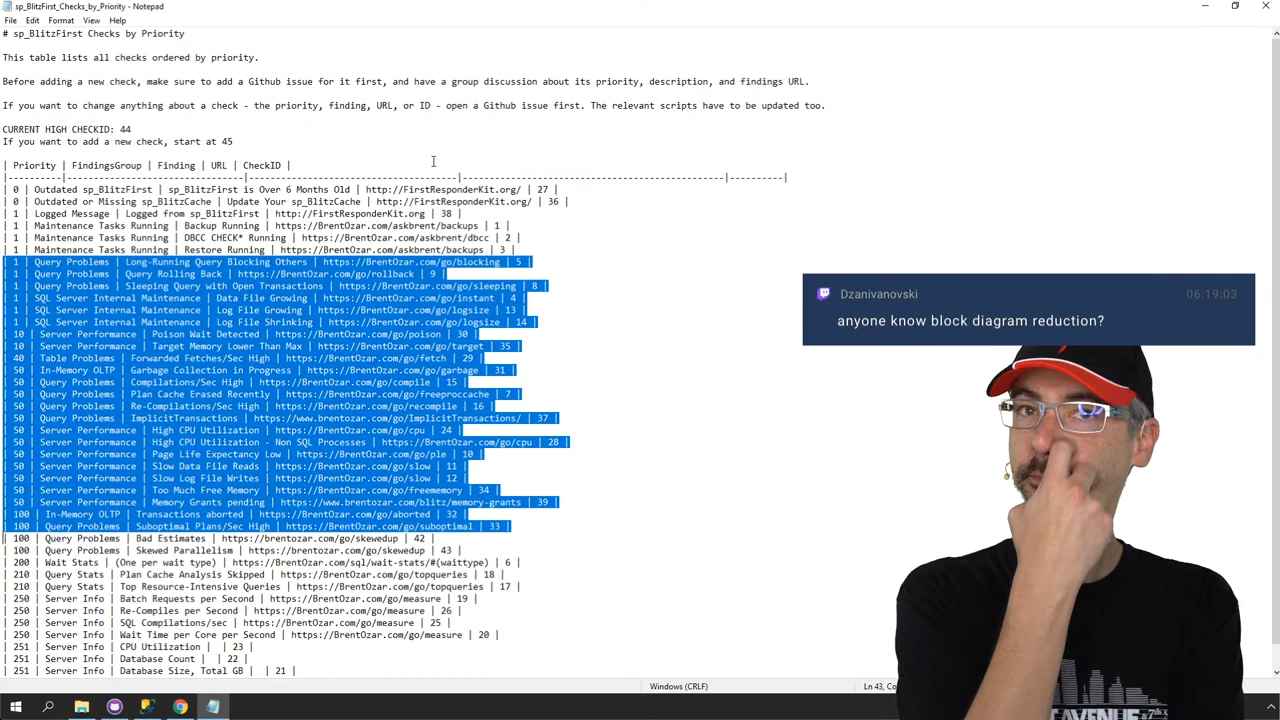 sp_BlitzFirst_Checks_by_Priority - Notepad
File Edit Format View Help
# sp_BlitzFirst Checks by Priority
This table lists all checks ordered by priority.
Before adding a new check, make sure to add a Github issue for it first, and have a group discussion about its priority, description, and findings URL.
If you want to change anything about a check - the priority, finding, URL, or ID - open a Github issue first. The relevant scripts have to be updated too.
CURRENT HIGH CHECKID: 44
If you want to add a new check, start at 45
| Priority | FindingsGroup | Finding | URL | CheckID |
|----------|-----------------------------|---------------------------------|------------------------------------------|----------|
| 0 | Outdated sp_BlitzFirst | sp_BlitzFirst is Over 6 Months Old | http://FirstResponderKit.org/ | 27 |
| 0 | Outdated or Missing sp_BlitzCache | Update Your sp_BlitzCache | http://FirstResponderKit.org/ | 36 |
| 1 | Logged Message | Logged from sp_BlitzFirst | http://FirstResponderKit.org | 38 |
| 1 | Maintenance Tasks Running | Backup Running | https://BrentOzar.com/askbrent/backups | 1 |
| 1 | Maintenance Tasks Running | DBCC CHECK* Running | https://BrentOzar.com/askbrent/dbcc | 2 |
| 1 | Maintenance Tasks Running | Restore Running | https://BrentOzar.com/askbrent/backups | 3 |
| 1 | Query Problems | Long-Running Query Blocking Others | https://BrentOzar.com/go/blocking | 5 |
| 1 | Query Problems | Query Rolling Back | https://BrentOzar.com/go/rollback | 9 |
| 1 | Query Problems | Sleeping Query with Open Transactions | https://BrentOzar.com/go/sleeping | 8 |
| 1 | SQL Server Internal Maintenance | Data File Growing | https://BrentOzar.com/go/instant | 4 |
| 1 | SQL Server Internal Maintenance | Log File Growing | https://BrentOzar.com/go/logsize | 13 |
| 1 | SQL Server Internal Maintenance | Log File Shrinking | https://BrentOzar.com/go/logsize | 14 |
| 10 | Server Performance | Poison Wait Detected | https://BrentOzar.com/go/poison | 30 |
| 10 | Server Performance | Target Memory Lower Than Max | https://BrentOzar.com/go/target | 35 |
| 40 | Table Problems | Forwarded Fetches/Sec High | https://BrentOzar.com/go/fetch | 29 |
| 50 | In-Memory OLTP | Garbage Collection in Progress | https://BrentOzar.com/go/garbage | 31 |
| 50 | Query Problems | Compilations/Sec High | https://BrentOzar.com/go/compile | 15 |
| 50 | Query Problems | Plan Cache Erased Recently | https://BrentOzar.com/go/freeproccache | 7 |
| 50 | Query Problems | Re-Compilations/Sec High | https://BrentOzar.com/go/recompile | 16 |
| 50 | Query Problems | ImplicitTransactions | https://www.brentozar.com/go/ImplicitTransactions/ | 37 |
| 50 | Server Performance | High CPU Utilization | https://BrentOzar.com/go/cpu | 24 |
| 50 | Server Performance | High CPU Utilization - Non SQL Processes | https://BrentOzar.com/go/cpu | 28 |
| 50 | Server Performance | Page Life Expectancy Low | https://BrentOzar.com/go/ple | 10 |
| 50 | Server Performance | Slow Data File Reads | https://BrentOzar.com/go/slow | 11 |
| 50 | Server Performance | Slow Log File Writes | https://BrentOzar.com/go/slow | 12 |
| 50 | Server Performance | Too Much Free Memory | https://BrentOzar.com/go/freememory | 34 |
| 50 | Server Performance | Memory Grants pending | https://www.brentozar.com/blitz/memory-grants | 39 |
| 100 | In-Memory OLTP | Transactions aborted | https://BrentOzar.com/go/aborted | 32 |
| 100 | Query Problems | Suboptimal Plans/Sec High | https://BrentOzar.com/go/suboptimal | 33 |
| 100 | Query Problems | Bad Estimates | https://brentozar.com/go/skewedup | 42 |
| 100 | Query Problems | Skewed Parallelism | https://brentozar.com/go/skewedup | 43 |
| 200 | Wait Stats | (One per wait type) | https://BrentOzar.com/sql/wait-stats/#(waittype) | 6 |
| 210 | Query Stats | Plan Cache Analysis Skipped | https://BrentOzar.com/go/topqueries | 18 |
| 210 | Query Stats | Top Resource-Intensive Queries | https://BrentOzar.com/go/topqueries | 17 |
| 250 | Server Info | Batch Requests per Second | https://BrentOzar.com/go/measure | 19 |
| 250 | Server Info | Re-Compiles per Second | https://BrentOzar.com/go/measure | 26 |
| 250 | Server Info | SQL Compilations/sec | https://BrentOzar.com/go/measure | 25 |
| 250 | Server Info | Wait Time per Core per Second | https://BrentOzar.com/go/measure | 20 |
| 251 | Server Info | CPU Utilization | | 23 |
| 251 | Server Info | Database Count | | 22 |
| 251 | Server Info | Database Size, Total GB | | 21 |
Dzanivanovski 06:19:03
anyone know block diagram reduction?
Windows (CRLF) Ln 43, Co